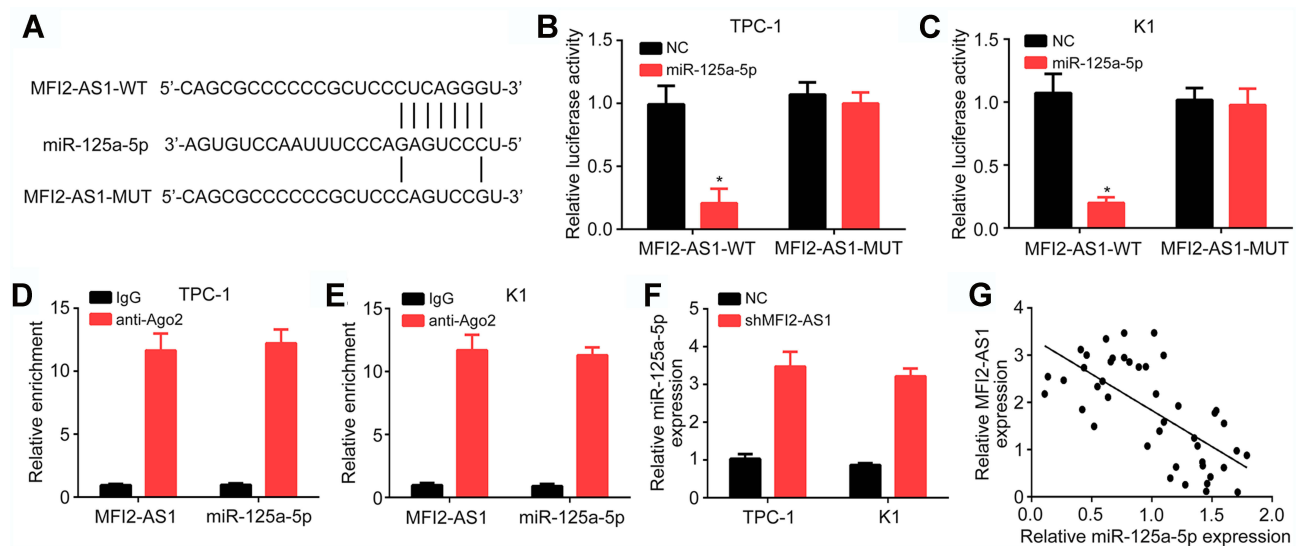 A
MFI2-AS1-WT 5’-CAGCGCCCCCCGCUCCCUCAGGGU-3’
miR-125a-5p 3’-AGUGUCCAAUUUCCCAGAGUCCCU-5’
MFI2-AS1-MUT 5’-CAGCGCCCCCCGCUCCCAGUCCGU-3’
B
TPC-1
NC
miR-125a-5p
Relative luciferase activity
1.5
1.0
0.5
0.0
*
MFI2-AS1-WT MFI2-AS1-MUT
C
K1
NC
miR-125a-5p
Relative luciferase activity
1.5
1.0
0.5
0.0
*
MFI2-AS1-WT MFI2-AS1-MUT
D
TPC-1
IgG
anti-Ago2
Relative enrichment
15
10
5
0
MFI2-AS1 miR-125a-5p
E
K1
IgG
anti-Ago2
Relative enrichment
15
10
5
0
MFI2-AS1 miR-125a-5p
F
NC
shMFI2-AS1
Relative miR-125a-5p
expression
5
4
3
2
1
0
TPC-1 K1
G
Relative MFI2-AS1
expression
4
3
2
1
0
0.0 0.5 1.0 1.5 2.0
Relative miR-125a-5p expression